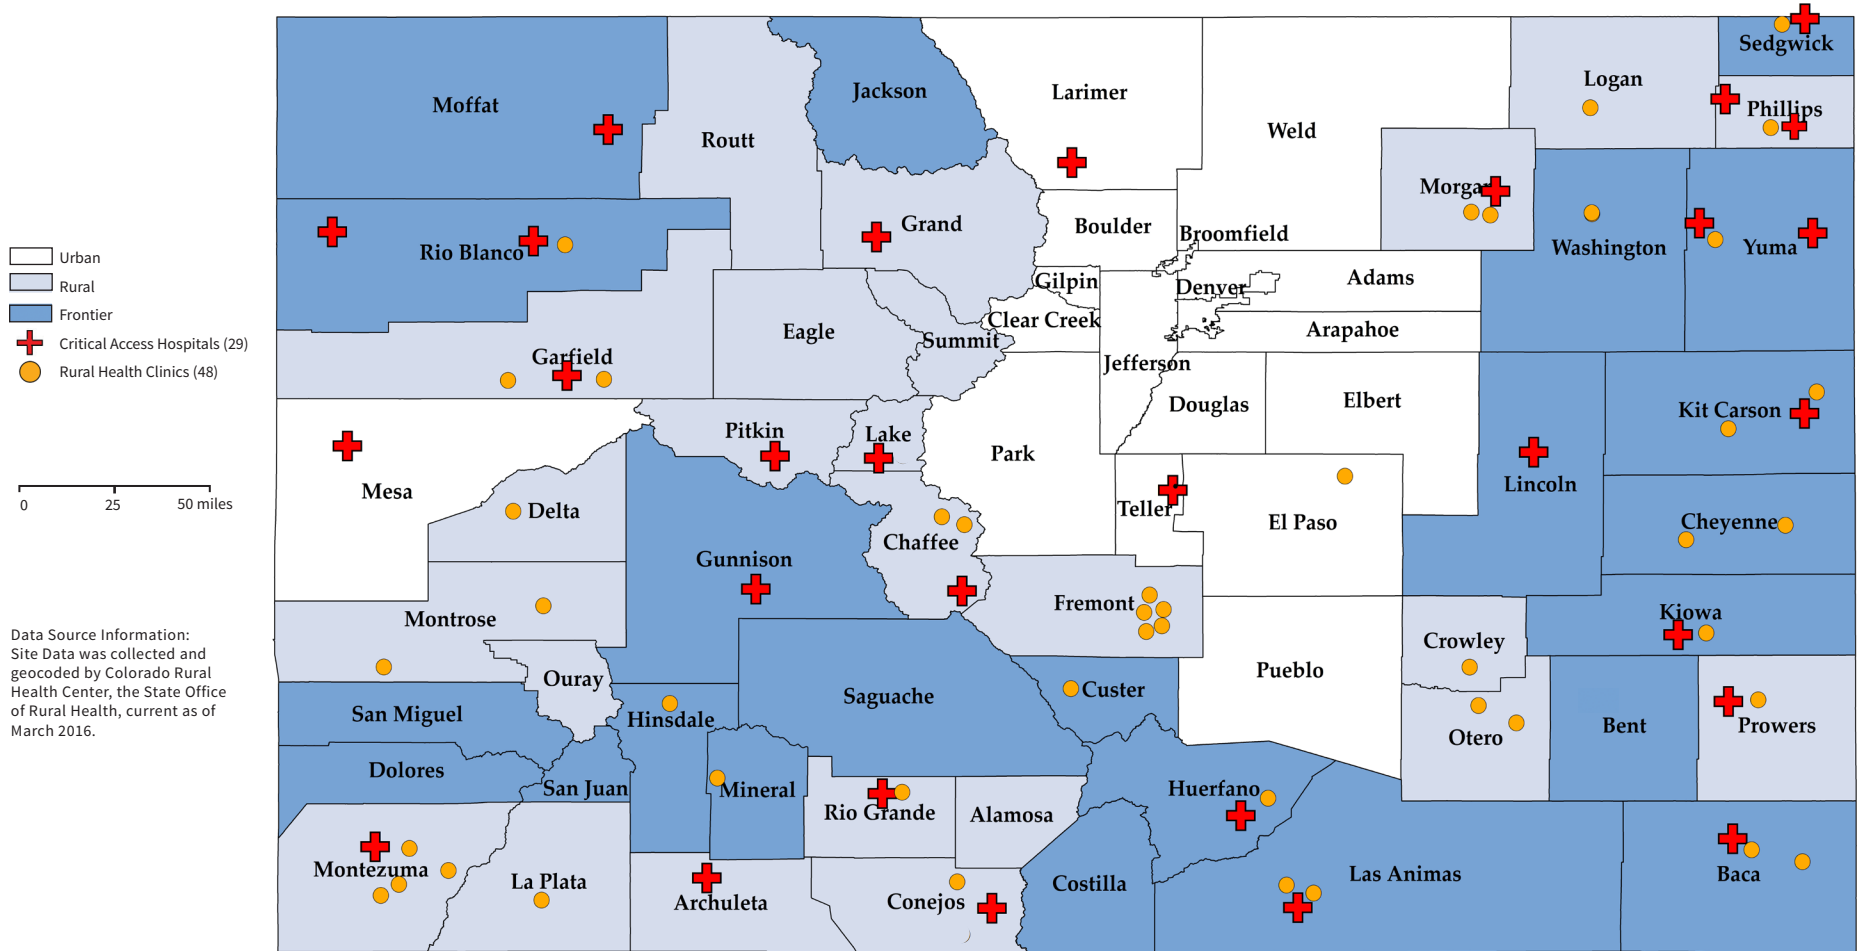 Sedgwick
Logan
Phillips
Moffat
Jackson
Larimer
Weld
Routt
Morgan
Grand
Boulder
Broomfield
Washington
Yuma
Rio Blanco
Gilpin
Denver
Adams
Clear Creek
Arapahoe
Eagle
Summit
Garfield
Jefferson
Douglas
Elbert
Kit Carson
Pitkin
Lake
Park
Lincoln
Mesa
Delta
Teller
El Paso
Cheyenne
Chaffee
Gunnison
Fremont
Kiowa
Montrose
Crowley
Ouray
Pueblo
Custer
Saguache
San Miguel
Hinsdale
Bent
Prowers
Otero
Dolores
San Juan
Mineral
Huerfano
Rio Grande
Alamosa
Montezuma
La Plata
Archuleta
Conejos
Costilla
Las Animas
Baca
Urban
Rural
Frontier
Critical Access Hospitals (29)
Rural Health Clinics (48)
0 25 50 miles
Data Source Information:
Site Data was collected and
geocoded by Colorado Rural
Health Center, the State Office
of Rural Health, current as of
March 2016.